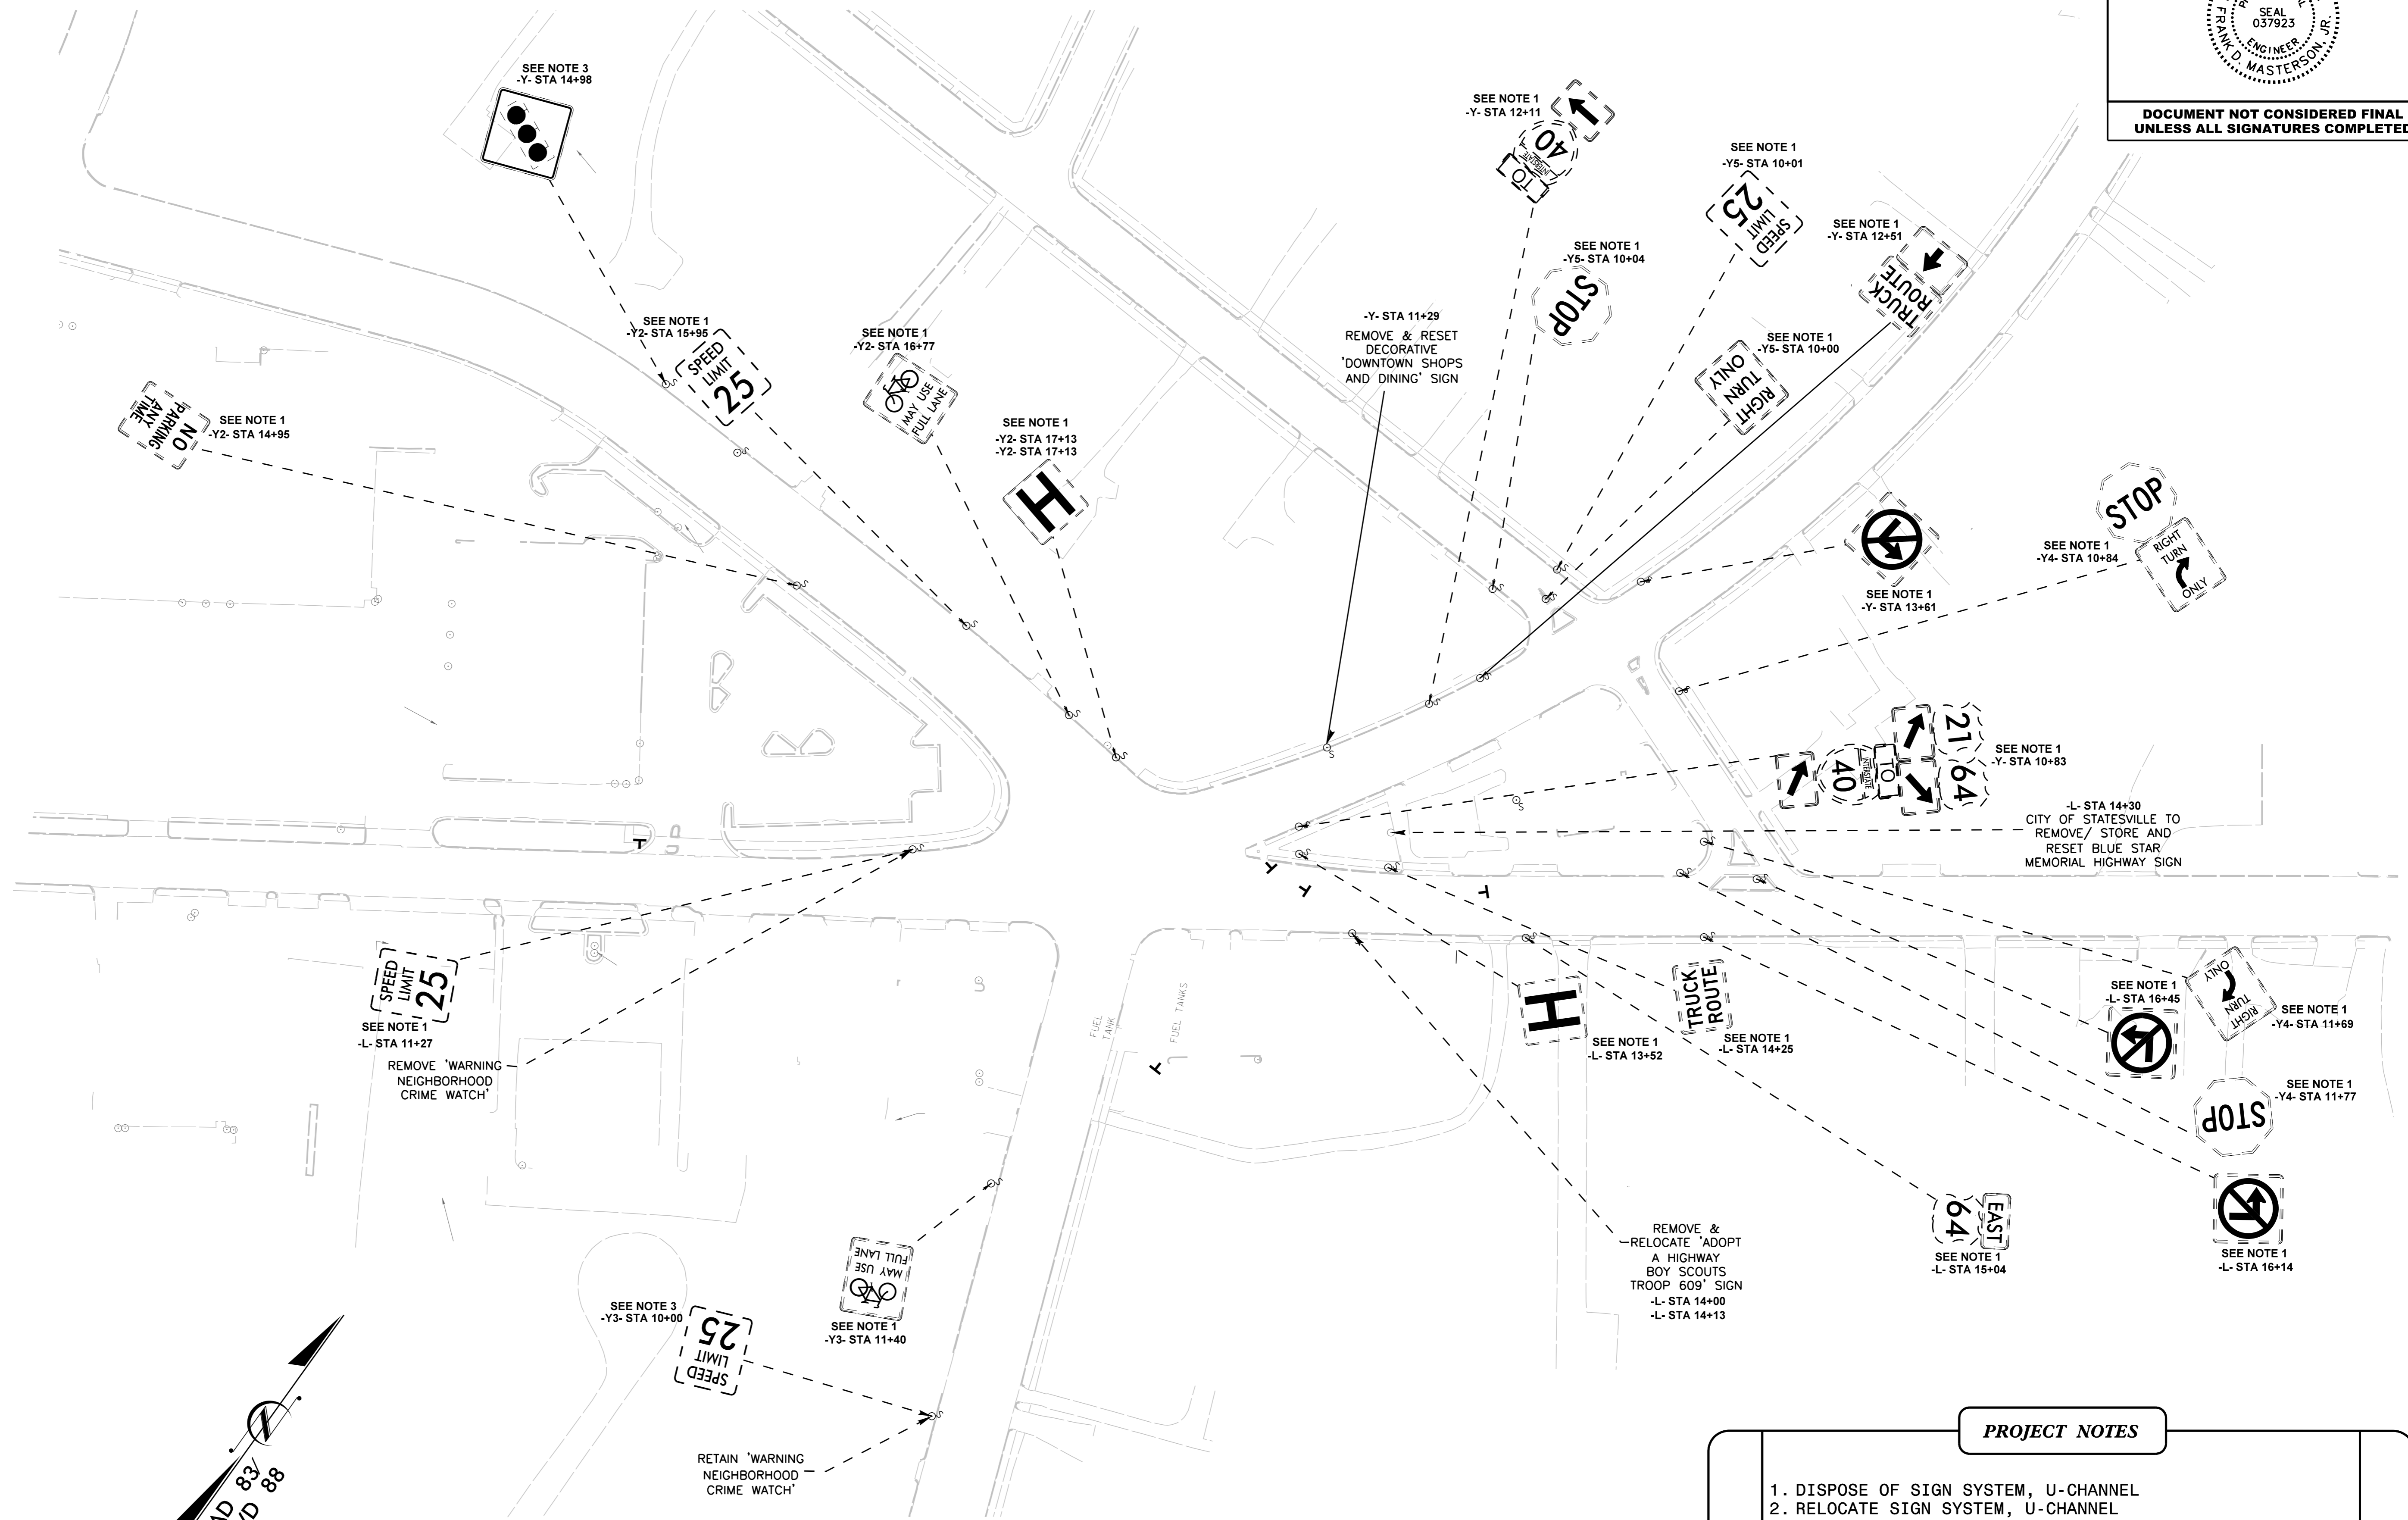 SEAL
037923
ENGINEER
FRANK D. MASTERSON, JR.
DOCUMENT NOT CONSIDERED FINAL
UNLESS ALL SIGNATURES COMPLETED
SEE NOTE 3
-Y- STA 14+98
SEE NOTE 1
-Y- STA 12+11
40
INTERSTATE
TO
SEE NOTE 1
-Y5- STA 10+01
SPEED
LIMIT
25
SEE NOTE 1
-Y- STA 12+51
TRUCK
ROUTE
SEE NOTE 1
-Y5- STA 10+04
STOP
-Y- STA 11+29
REMOVE & RESET
DECORATIVE
'DOWNTOWN SHOPS
AND DINING' SIGN
SEE NOTE 1
-Y5- STA 10+00
RIGHT
TURN
ONLY
SEE NOTE 1
-Y2- STA 15+95
SPEED
LIMIT
25
SEE NOTE 1
-Y2- STA 16+77
MAY USE
FULL LANE
SEE NOTE 1
-Y2- STA 14+95
NO
PARKING
ANY
TIME
SEE NOTE 1
-Y2- STA 17+13
-Y2- STA 17+13
H
SEE NOTE 1
-Y- STA 13+61
STOP
SEE NOTE 1
-Y4- STA 10+84
RIGHT
TURN
ONLY
21
64
TO
INTERSTATE
40
SEE NOTE 1
-Y- STA 10+83
-L- STA 14+30
CITY OF STATESVILLE TO
REMOVE/ STORE AND
RESET BLUE STAR
MEMORIAL HIGHWAY SIGN
SPEED
LIMIT
25
SEE NOTE 1
-L- STA 11+27
REMOVE 'WARNING
NEIGHBORHOOD
CRIME WATCH'
FUEL
TANK
FUEL TANKS
H
SEE NOTE 1
-L- STA 13+52
TRUCK
ROUTE
SEE NOTE 1
-L- STA 14+25
SEE NOTE 1
-L- STA 16+45
RIGHT
TURN
ONLY
SEE NOTE 1
-Y4- STA 11+69
STOP
SEE NOTE 1
-Y4- STA 11+77
SEE NOTE 1
-L- STA 16+14
EAST
64
SEE NOTE 1
-L- STA 15+04
REMOVE &
RELOCATE 'ADOPT
A HIGHWAY
BOY SCOUTS
TROOP 609' SIGN
-L- STA 14+00
-L- STA 14+13
MAY USE
FULL LANE
SEE NOTE 1
-Y3- STA 11+40
SEE NOTE 3
-Y3- STA 10+00
SPEED
LIMIT
25
RETAIN 'WARNING
NEIGHBORHOOD
CRIME WATCH'
83/
88
PROJECT NOTES
1. DISPOSE OF SIGN SYSTEM, U-CHANNEL
2. RELOCATE SIGN SYSTEM, U-CHANNEL